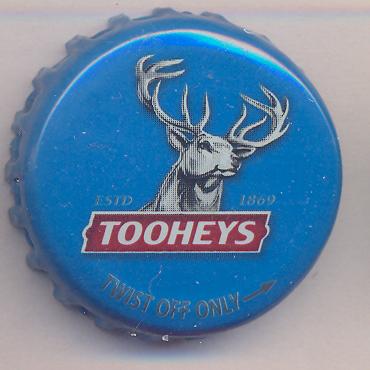 ESTD 1869
TOOHEYS
TWIST OFF ONLY